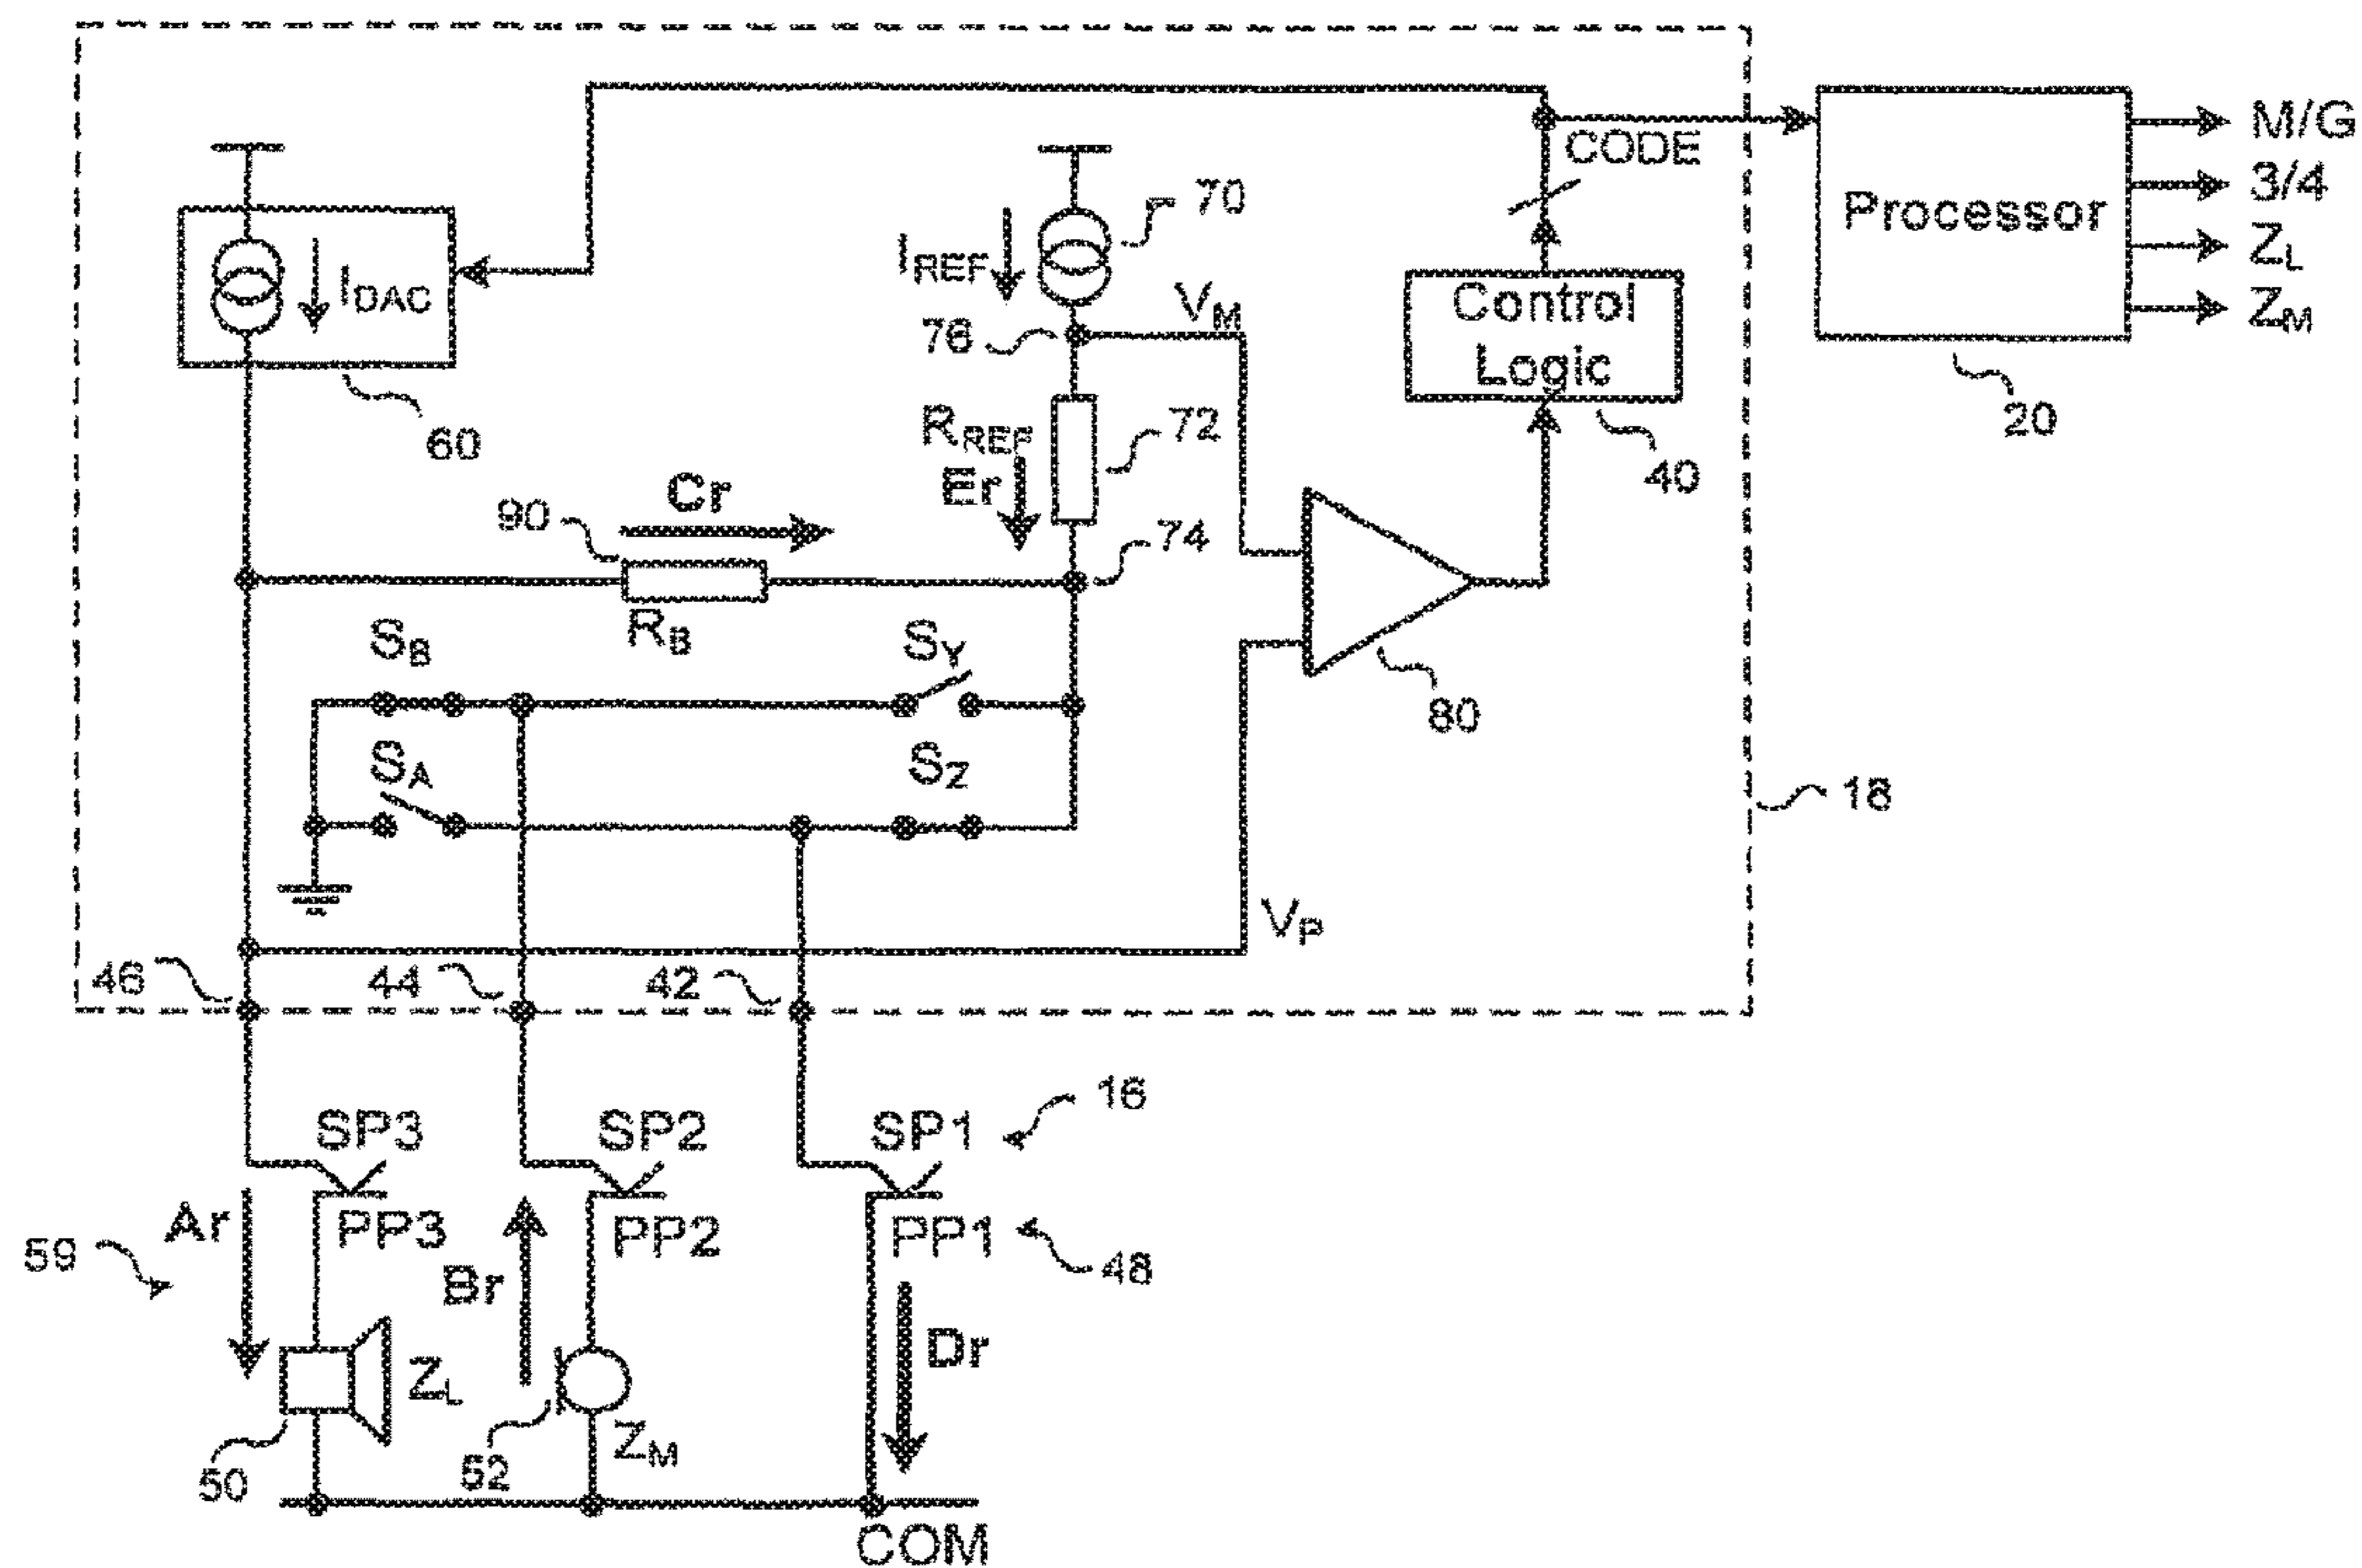 M/G
CODE
3/4
Processor
Z_L
Z_M
I_DAC
I_REF
70
V_M
Control
Logic
76
60
R_REF
72
40
20
Er
Cr
90
74
R_B
S_B
S_Y
80
S_A
S_Z
18
V_P
46
44
42
16
SP3
SP2
SP1
Ar
PP3
PP2
PP1
59
Br
48
Dr
Z_L
Z_M
50
52
COM